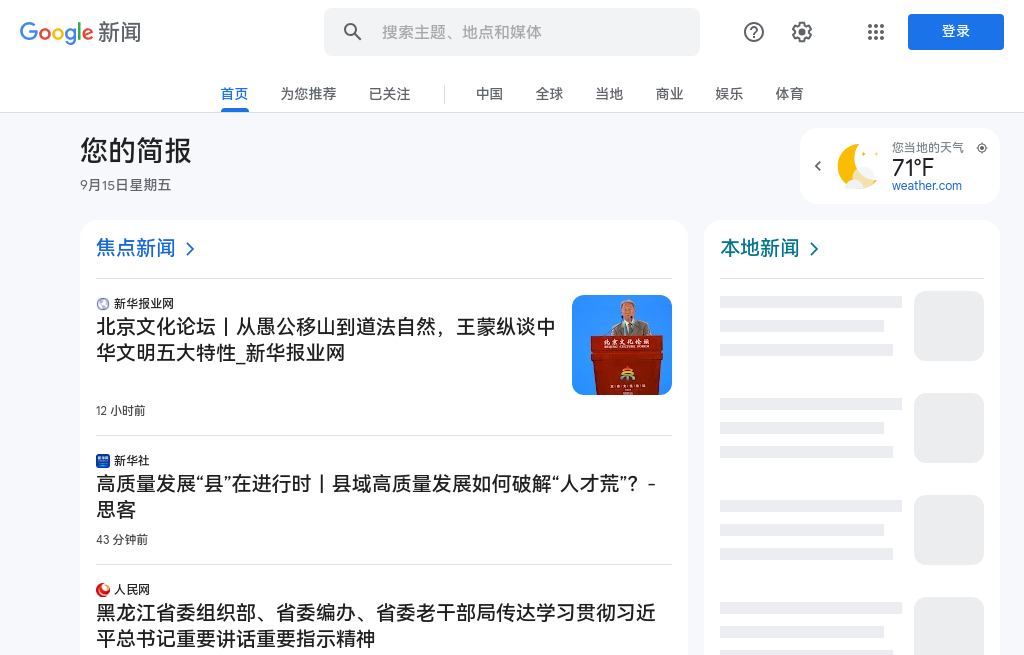 Google 新闻
搜索主题、地点和媒体
登录
首页 为您推荐 已关注 中国 全球 当地 商业 娱乐 体育
您的简报
9月15日星期五
您当地的天气
71°F
weather.com
焦点新闻
新华报业网
北京文化论坛丨从愚公移山到道法自然，王蒙纵谈中
华文明五大特性_新华报业网
12 小时前
北京文化论坛
BEIJING CULTURE FORUM
新华社
高质量发展“县”在进行时丨县域高质量发展如何破解“人才荒”？-
思客
43 分钟前
人民网
黑龙江省委组织部、省委编办、省委老干部局传达学习贯彻习近
平总书记重要讲话重要指示精神
本地新闻